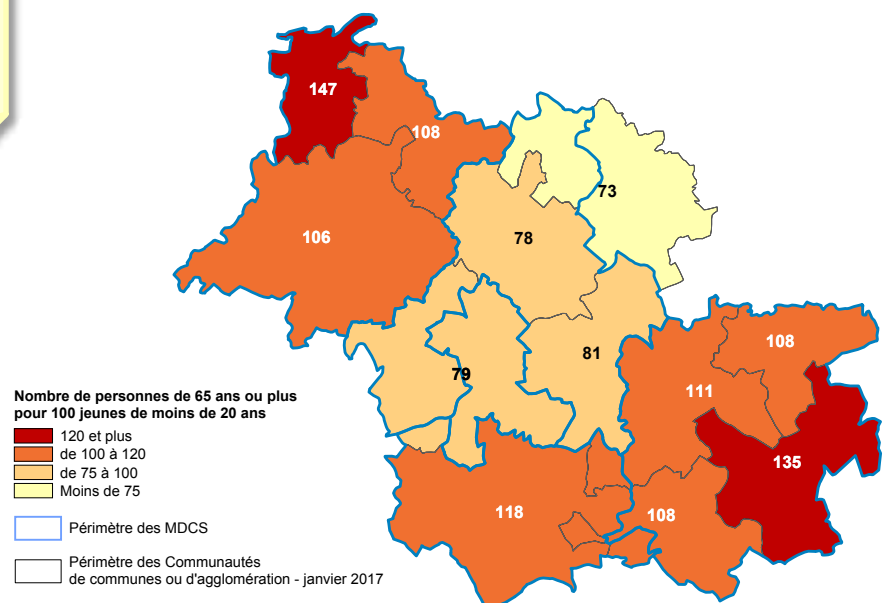 147
108
73
106
78
81
108
79
111
135
118
108
Nombre de personnes de 65 ans ou plus
pour 100 jeunes de moins de 20 ans
120 et plus
de 100 à 120
de 75 à 100
Moins de 75
Périmètre des MDCS
Périmètre des Communautés
de communes ou d'agglomération - janvier 2017